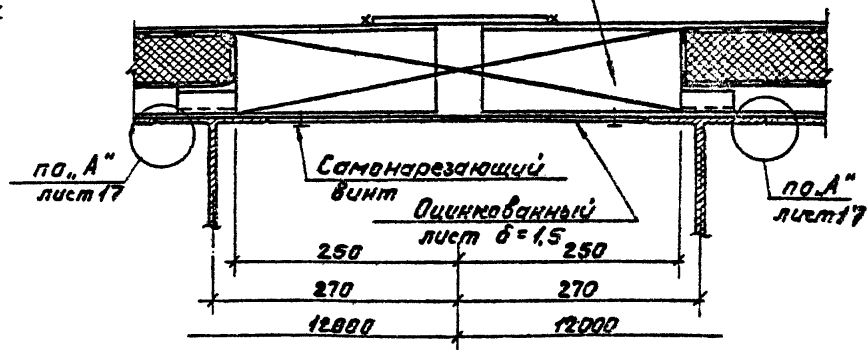 по „А“
лист 17
Самонарезающий
винт
Оцинкованный
лист δ=1,5
по „А“
лист 17
250
250
270
270
12000
12000